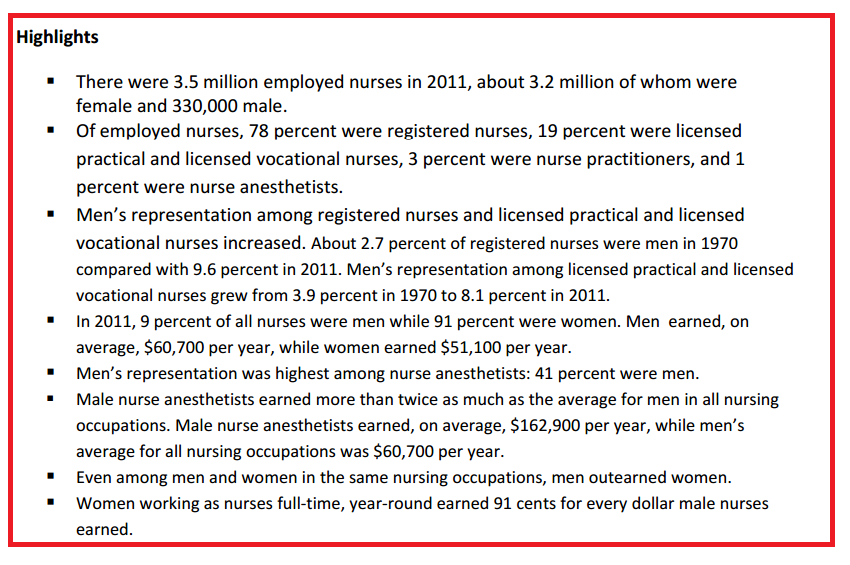 Highlights
▪ There were 3.5 million employed nurses in 2011, about 3.2 million of whom were
female and 330,000 male.
▪ Of employed nurses, 78 percent were registered nurses, 19 percent were licensed
practical and licensed vocational nurses, 3 percent were nurse practitioners, and 1
percent were nurse anesthetists.
▪ Men’s representation among registered nurses and licensed practical and licensed
vocational nurses increased. About 2.7 percent of registered nurses were men in 1970
compared with 9.6 percent in 2011. Men’s representation among licensed practical and licensed
vocational nurses grew from 3.9 percent in 1970 to 8.1 percent in 2011.
▪ In 2011, 9 percent of all nurses were men while 91 percent were women. Men  earned, on
average, $60,700 per year, while women earned $51,100 per year.
▪ Men’s representation was highest among nurse anesthetists: 41 percent were men.
▪ Male nurse anesthetists earned more than twice as much as the average for men in all nursing
occupations. Male nurse anesthetists earned, on average, $162,900 per year, while men’s
average for all nursing occupations was $60,700 per year.
▪ Even among men and women in the same nursing occupations, men outearned women.
▪ Women working as nurses full-time, year-round earned 91 cents for every dollar male nurses
earned.